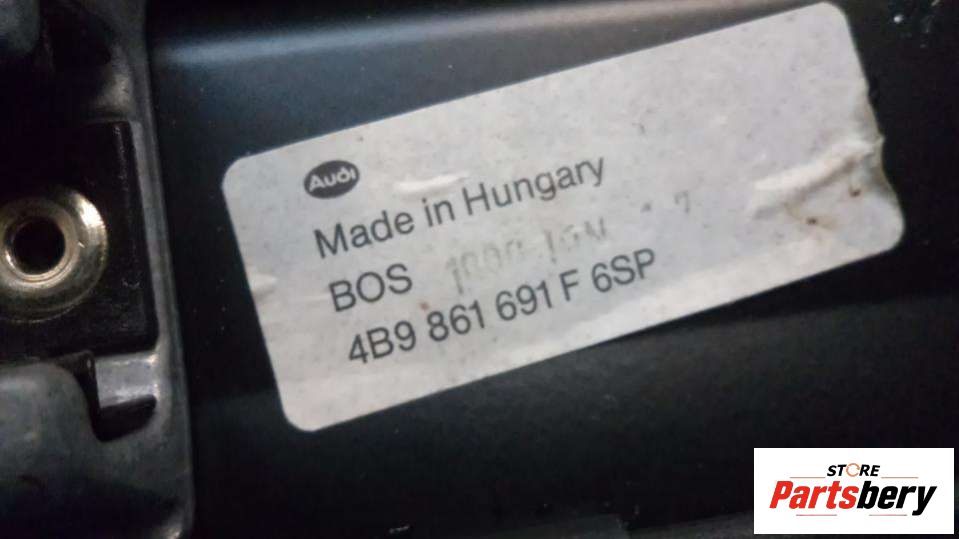 Audi
Made in Hungary
BOS
4B9 861 691 F 6SP
STORE
Partsbery